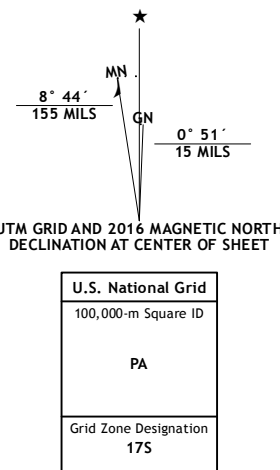 MN
GN
8° 44´
155 MILS
0° 51´
15 MILS
UTM GRID AND 2016 MAGNETIC NORTH
DECLINATION AT CENTER OF SHEET
U.S. National Grid
100,000-m Square ID
PA
Grid Zone Designation
17S